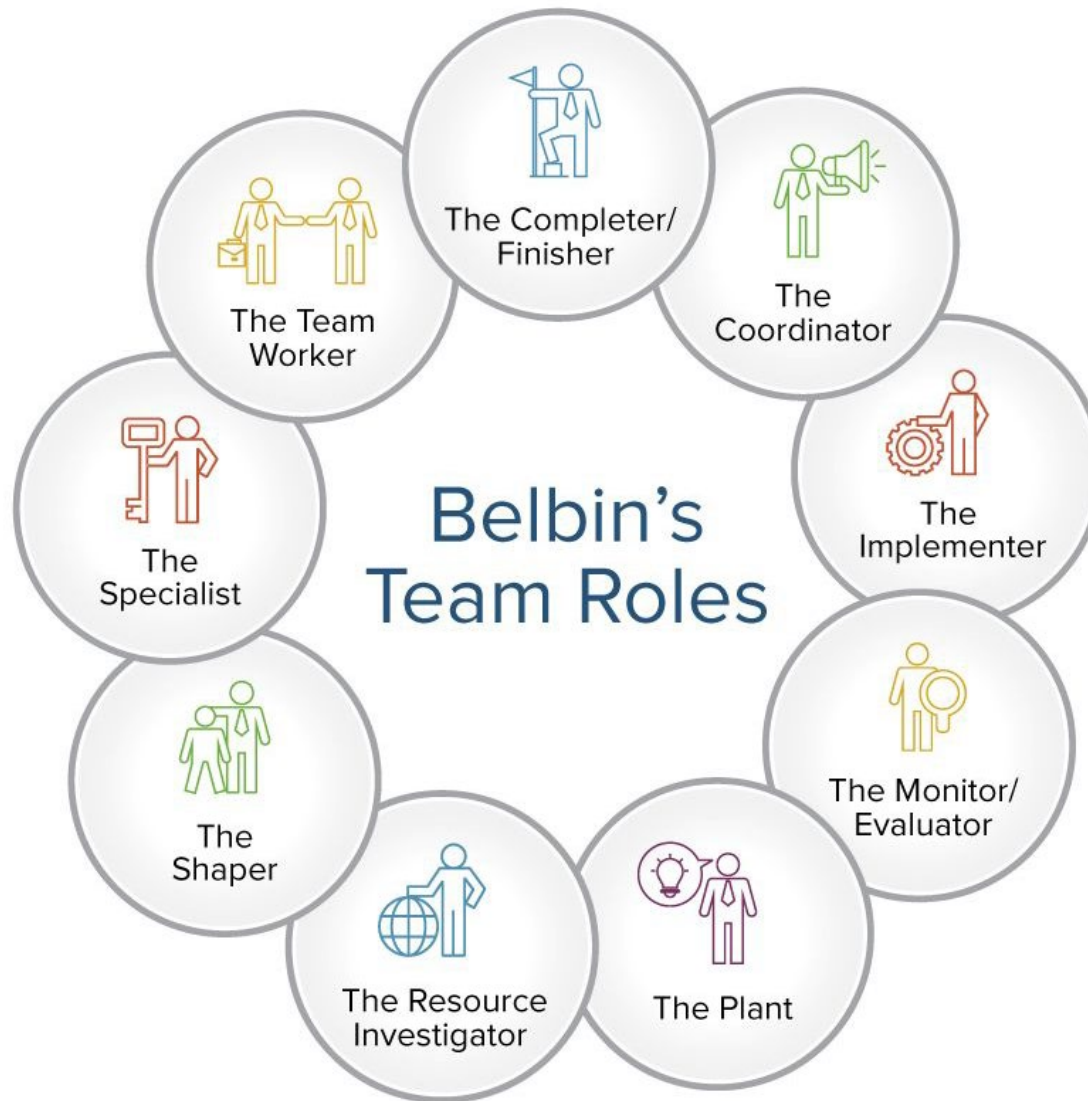 The Completer/
Finisher
The
Coordinator
The
Implementer
The Monitor/
Evaluator
The Plant
The Resource
Investigator
The
Shaper
The
Specialist
The Team
Worker
Belbin’s
Team Roles